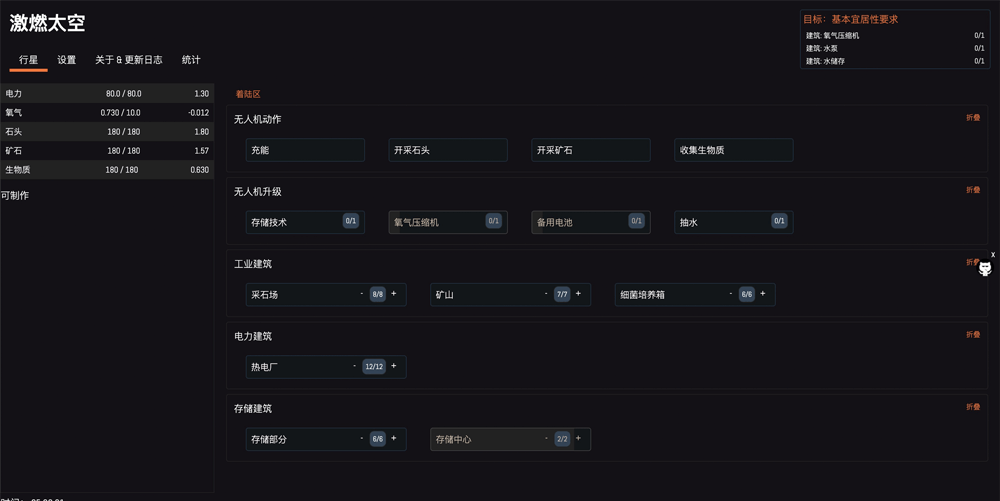 激燃太空
目标：基本宜居性要求
建筑: 氧气压缩机 0/1
建筑: 水泵 0/1
建筑: 水储存 0/1
行星 设置 关于 & 更新日志 统计
电力 80.0 / 80.0 1.30
氧气 0.730 / 10.0 -0.012
石头 180 / 180 1.80
矿石 180 / 180 1.57
生物质 180 / 180 0.630
可制作
着陆区
无人机动作 折叠
充能 开采石头 开采矿石 收集生物质
无人机升级 折叠
存储技术 0/1 氧气压缩机 0/1 备用电池 0/1 抽水 0/1
工业建筑 折叠
x
采石场 - 8/8 + 矿山 - 7/7 + 细菌培养箱 - 6/6 +
电力建筑 折叠
热电厂 - 12/12 +
存储建筑 折叠
存储部分 - 6/6 + 存储中心 - 2/2 +